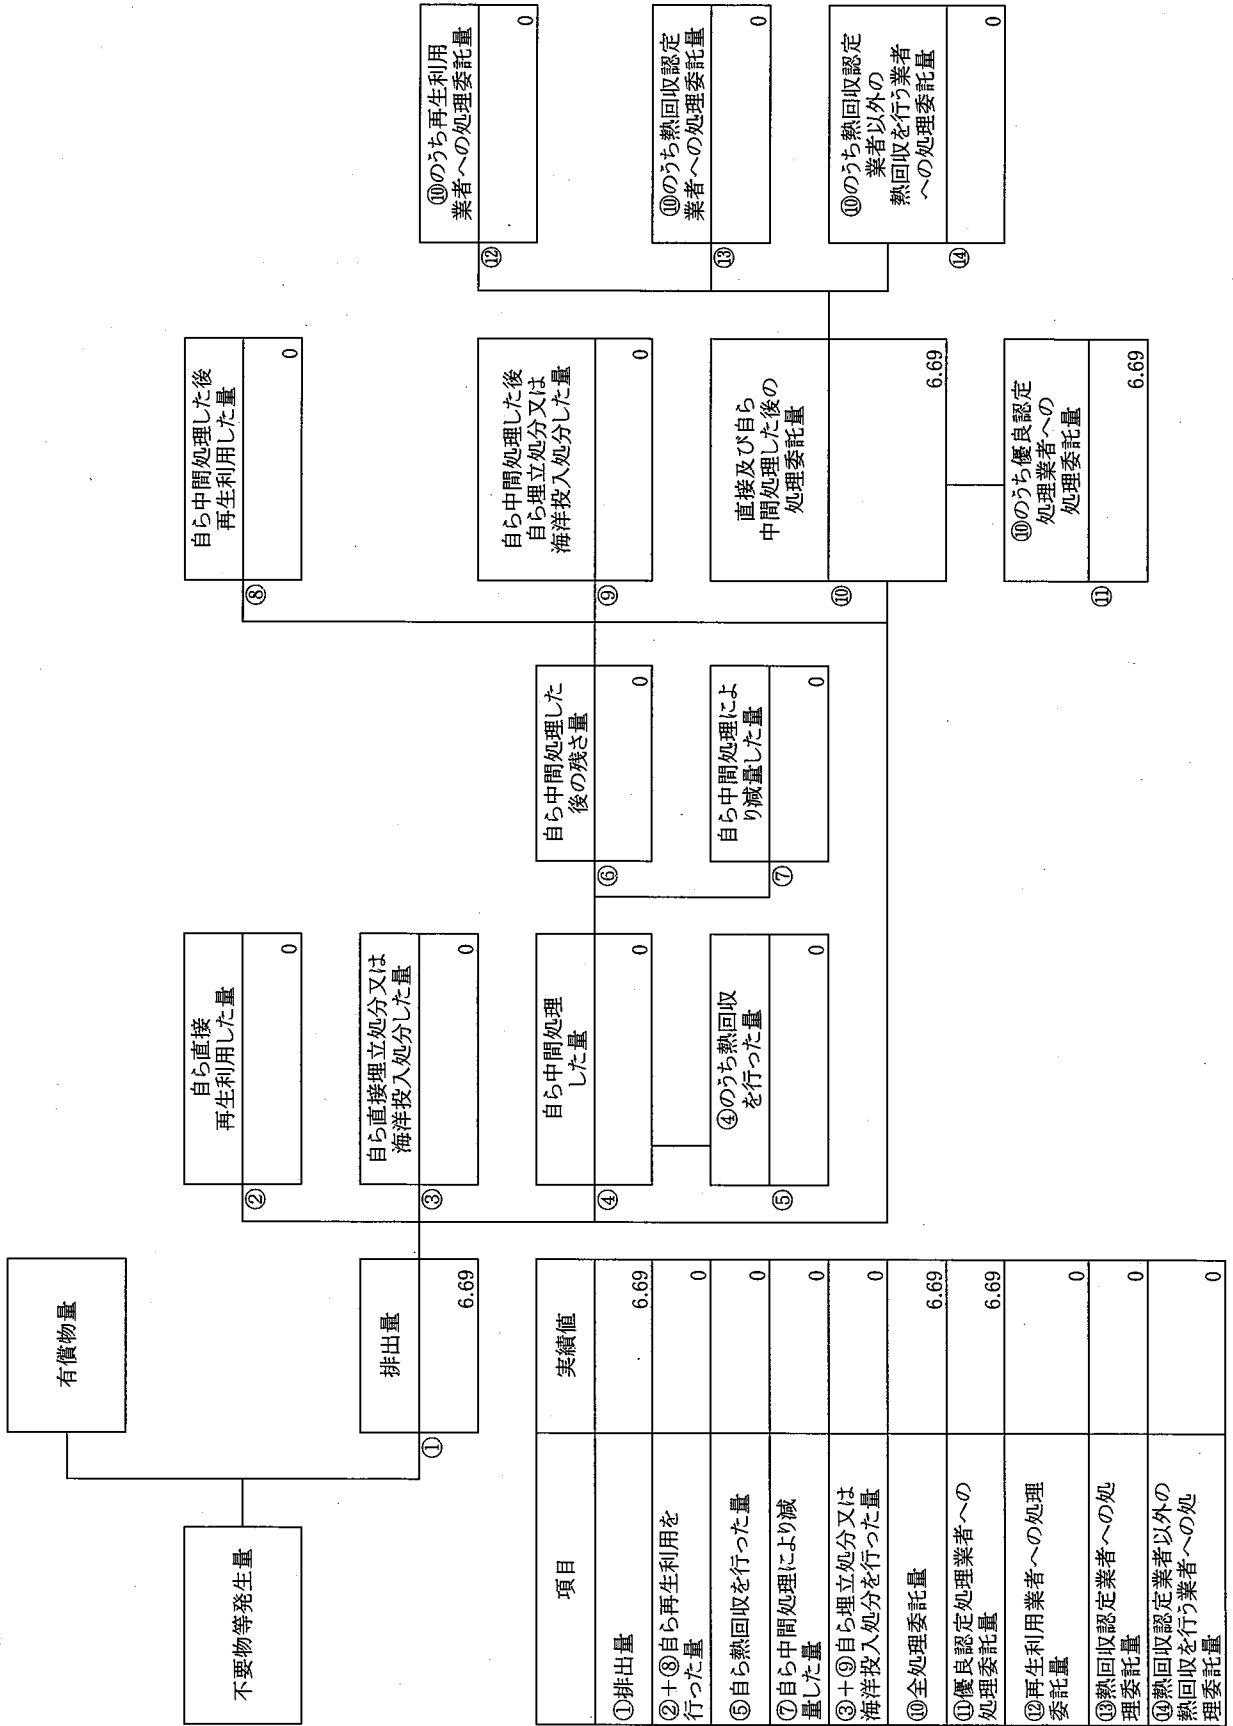 不要物等発生量
有償物量
排出量
①
6.69
自ら直接
再生利用した量
②
0
自ら直接埋立処分又は
海洋投入処分した量
③
0
自ら中間処理
した量
④
0
④のうち熱回収
を行った量
⑤
0
自ら中間処理した
後の残さ量
⑥
0
自ら中間処理によ
り減量した量
⑦
0
自ら中間処理した後
再生利用した量
⑧
0
自ら中間処理した後
自ら埋立処分又は
海洋投入処分した量
⑨
0
直接及び自ら
中間処理した後の
処理委託量
⑩
6.69
⑩のうち優良認定
処理業者への
処理委託量
⑪
6.69
⑩のうち再生利用
業者への処理委託量
⑫
0
⑩のうち熱回収認定
業者への処理委託量
⑬
0
⑩のうち熱回収認定
業者以外の
熱回収を行う業者
への処理委託量
⑭
0
項目 実績値
①排出量 6.69
②+⑧自ら再生利用を
行った量 0
⑤自ら熱回収を行った量 0
⑦自ら中間処理により減
量した量 0
③+⑨自ら埋立処分又は
海洋投入処分を行った量 0
⑩全処理委託量 6.69
⑪優良認定処理業者への
処理委託量 6.69
⑫再生利用業者への処理
委託量 0
⑬熱回収認定業者への処
理委託量 0
⑭熱回収認定業者以外の
熱回収を行う業者への処
理委託量 0